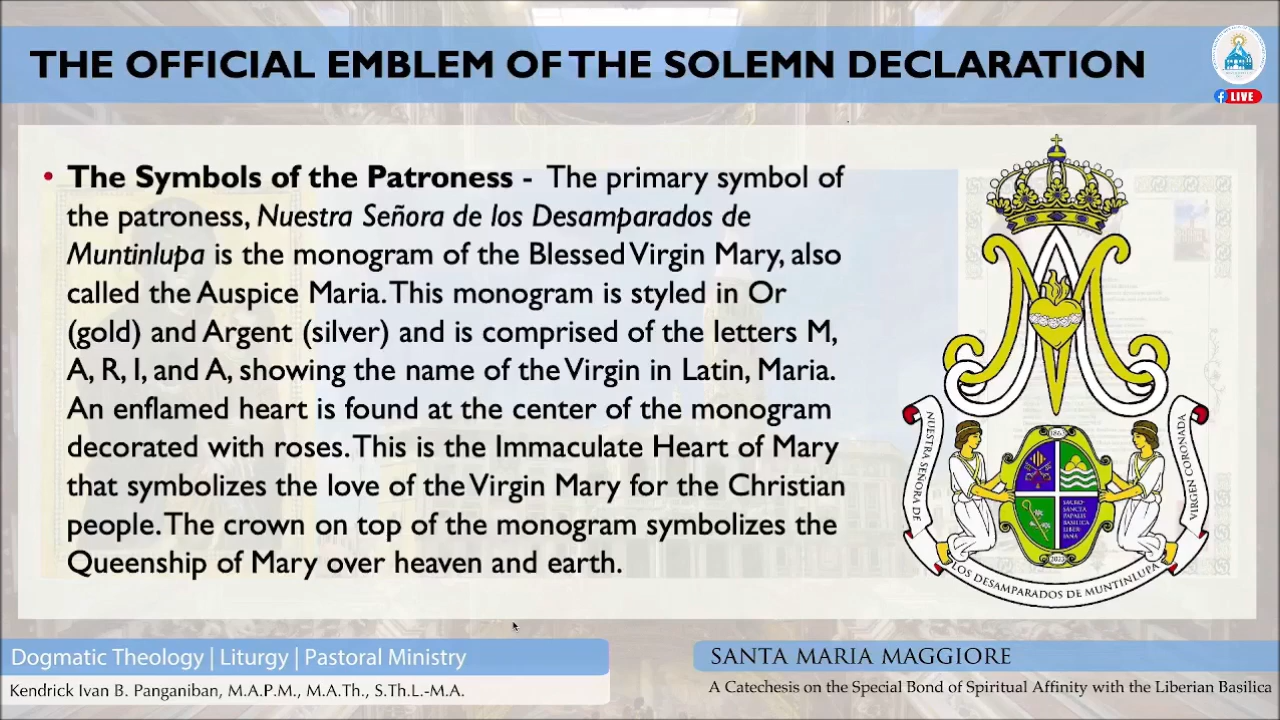 THE OFFICIAL EMBLEM OF THE SOLEMN DECLARATION
LIVE
• The Symbols of the Patroness - The primary symbol of
the patroness, Nuestra Señora de los Desamparados de
Muntinlupa is the monogram of the Blessed Virgin Mary, also
called the Auspice Maria. This monogram is styled in Or
(gold) and Argent (silver) and is comprised of the letters M,
A, R, I, and A, showing the name of the Virgin in Latin, Maria.
An enflamed heart is found at the center of the monogram
decorated with roses. This is the Immaculate Heart of Mary
that symbolizes the love of the Virgin Mary for the Christian
people. The crown on top of the monogram symbolizes the
Queenship of Mary over heaven and earth.
NUESTRA SEÑORA DE
LOS DESAMPARADOS DE MUNTINLUPA
VIRGEN CORONADA
SACRO-
SANCTA
PAPALIS
BASILICA
LIBER
IANA
2022
Dogmatic Theology | Liturgy | Pastoral Ministry
Kendrick Ivan B. Panganiban, M.A.P.M., M.A.Th., S.Th.L.-M.A.
SANTA MARIA MAGGIORE
A Catechesis on the Special Bond of Spiritual Affinity with the Liberian Basilica